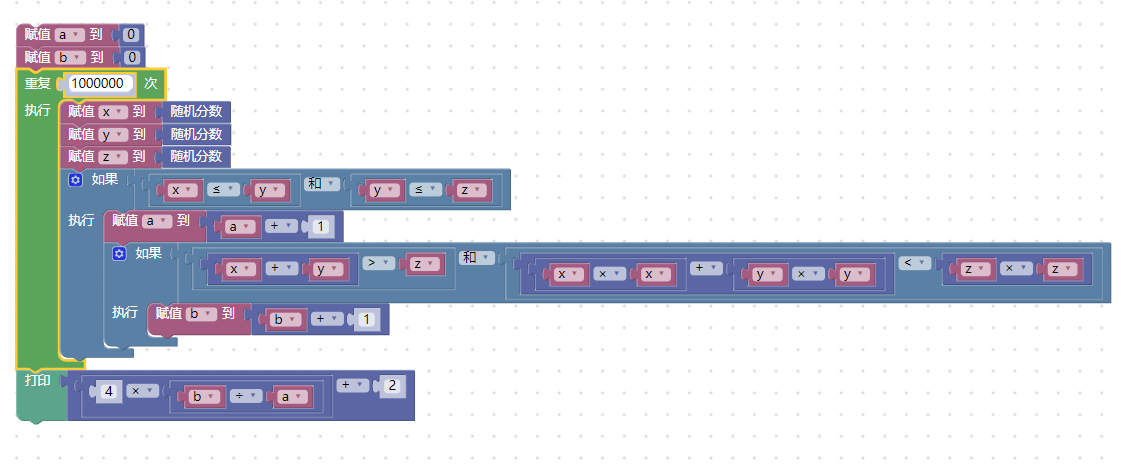 赋值 a 到 0
赋值 b 到 0
重复 1000000 次
执行 赋值 x 到 随机分数
赋值 y 到 随机分数
赋值 z 到 随机分数
如果 x ≤ y 和 y ≤ z
执行 赋值 a 到 a + 1
如果 x + y > z 和 x × x + y × y < z × z
执行 赋值 b 到 b + 1
打印 4 × b ÷ a + 2